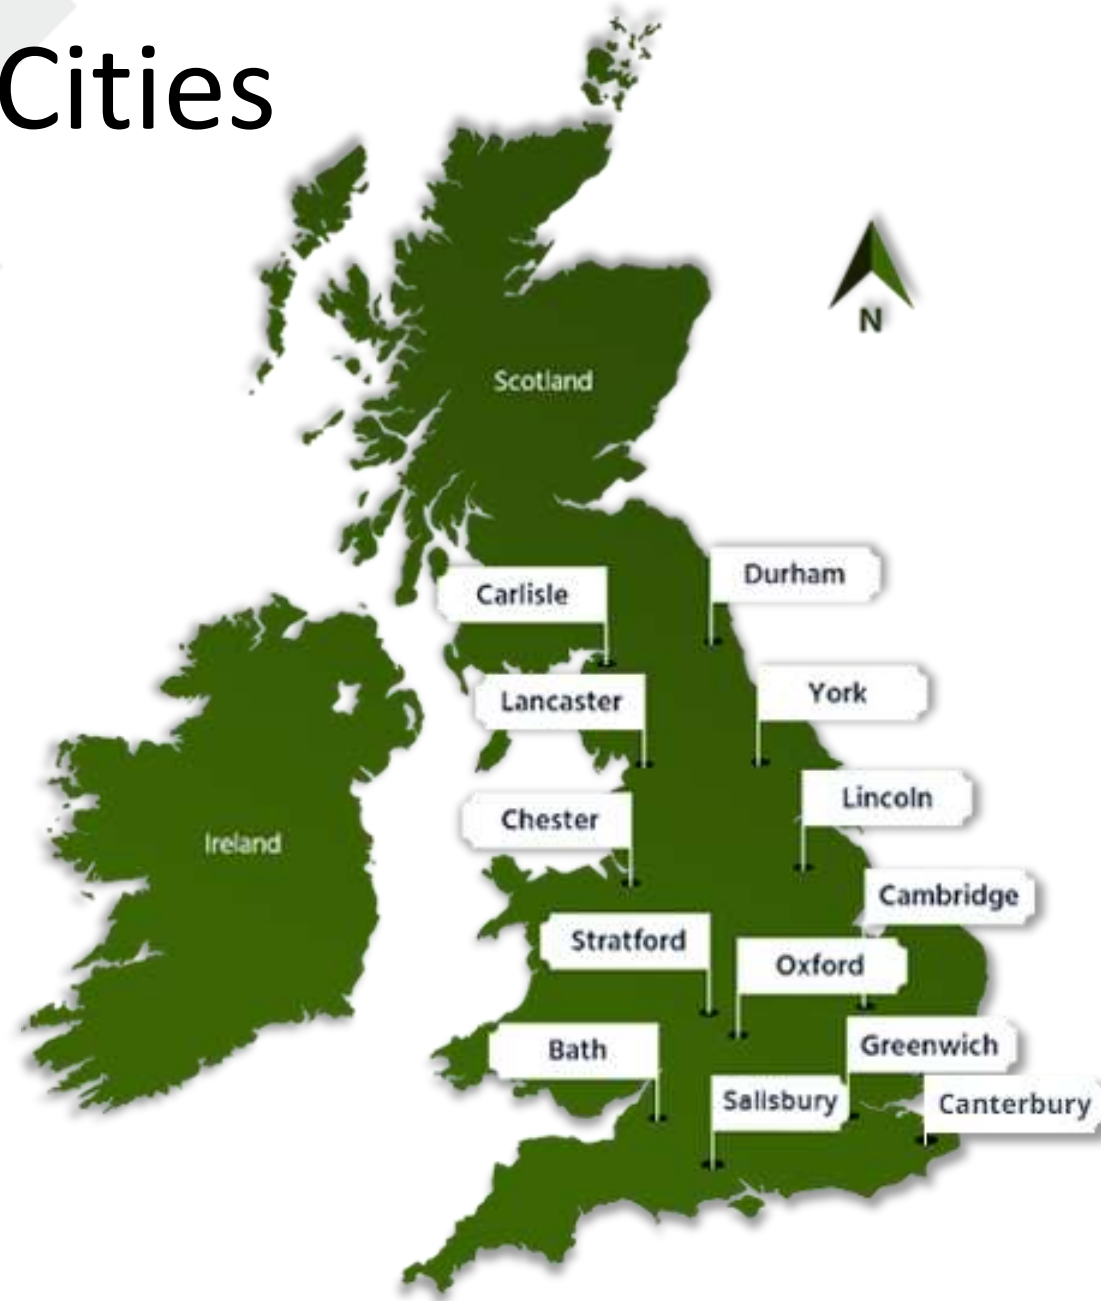 Cities
N
Scotland
Durham
Carlisle
York
Lancaster
Lincoln
Chester
Ireland
Cambridge
Stratford
Oxford
Bath
Greenwich
Salisbury
Canterbury